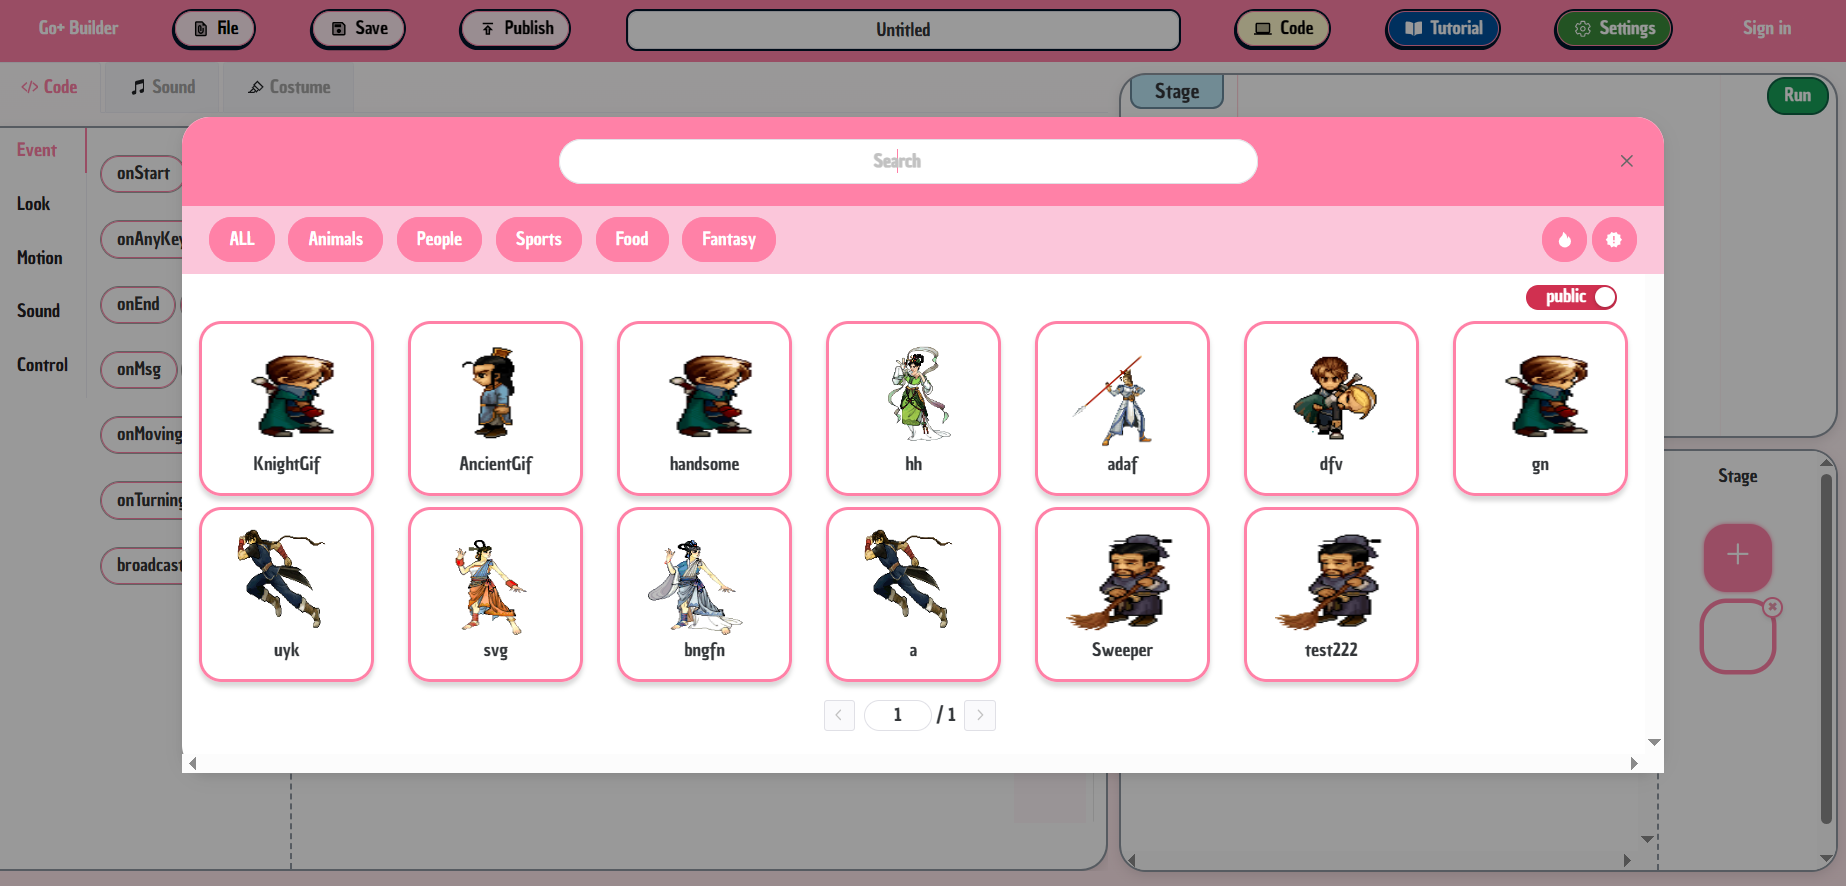 Go+ Builder File Save Publish Untitled Code Tutorial Settings Sign in
Code Sound Costume
Stage
Run
Search
Event
Look
Motion
Sound
Control
onStart
onAnyKey
onEnd
onMsg
onMoving
onTurning
broadcast
ALL Animals People Sports Food Fantasy
public
KnightGif AncientGif handsome hh adaf dfv gn
uyk svg bngfn a Sweeper test222
1 / 1
Stage